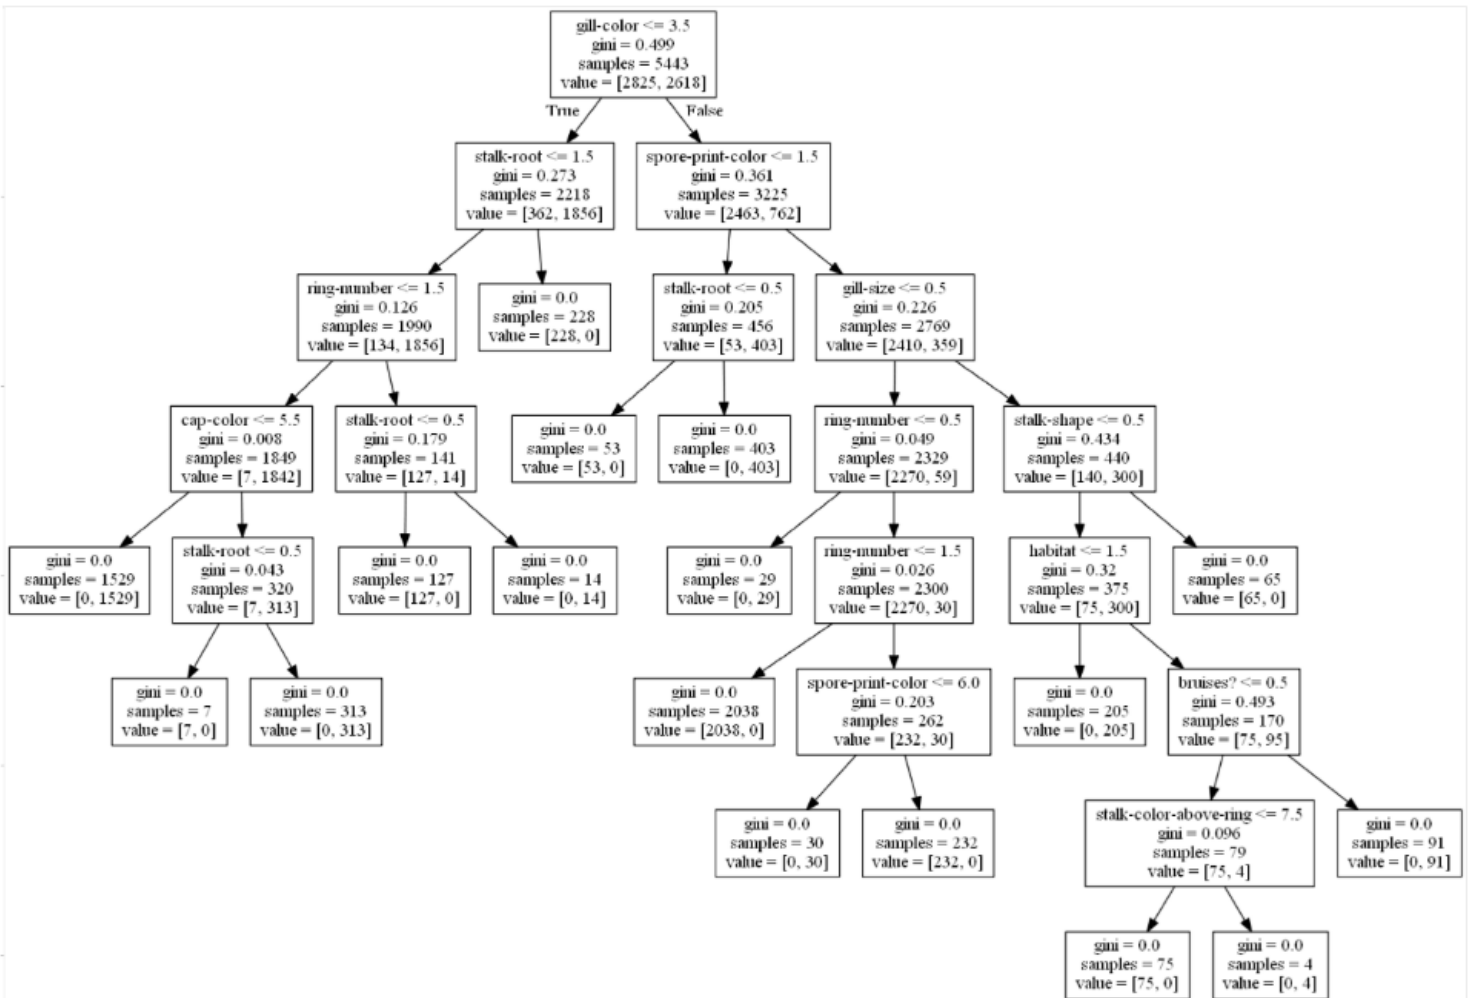 gill-color <= 3.5
gini = 0.499
samples = 5443
value = [2825, 2618]
True
False
stalk-root <= 1.5
gini = 0.273
samples = 2218
value = [362, 1856]
spore-print-color <= 1.5
gini = 0.361
samples = 3225
value = [2463, 762]
ring-number <= 1.5
gini = 0.126
samples = 1990
value = [134, 1856]
gini = 0.0
samples = 228
value = [228, 0]
stalk-root <= 0.5
gini = 0.205
samples = 456
value = [53, 403]
gill-size <= 0.5
gini = 0.226
samples = 2769
value = [2410, 359]
cap-color <= 5.5
gini = 0.008
samples = 1849
value = [7, 1842]
stalk-root <= 0.5
gini = 0.179
samples = 141
value = [127, 14]
gini = 0.0
samples = 53
value = [53, 0]
gini = 0.0
samples = 403
value = [0, 403]
ring-number <= 0.5
gini = 0.049
samples = 2329
value = [2270, 59]
stalk-shape <= 0.5
gini = 0.434
samples = 440
value = [140, 300]
gini = 0.0
samples = 1529
value = [0, 1529]
stalk-root <= 0.5
gini = 0.043
samples = 320
value = [7, 313]
gini = 0.0
samples = 127
value = [127, 0]
gini = 0.0
samples = 14
value = [0, 14]
gini = 0.0
samples = 29
value = [0, 29]
ring-number <= 1.5
gini = 0.026
samples = 2300
value = [2270, 30]
habitat <= 1.5
gini = 0.32
samples = 375
value = [75, 300]
gini = 0.0
samples = 65
value = [65, 0]
gini = 0.0
samples = 7
value = [7, 0]
gini = 0.0
samples = 313
value = [0, 313]
gini = 0.0
samples = 2038
value = [2038, 0]
spore-print-color <= 6.0
gini = 0.203
samples = 262
value = [232, 30]
gini = 0.0
samples = 205
value = [0, 205]
bruises? <= 0.5
gini = 0.493
samples = 170
value = [75, 95]
gini = 0.0
samples = 30
value = [0, 30]
gini = 0.0
samples = 232
value = [232, 0]
stalk-color-above-ring <= 7.5
gini = 0.096
samples = 79
value = [75, 4]
gini = 0.0
samples = 91
value = [0, 91]
gini = 0.0
samples = 75
value = [75, 0]
gini = 0.0
samples = 4
value = [0, 4]